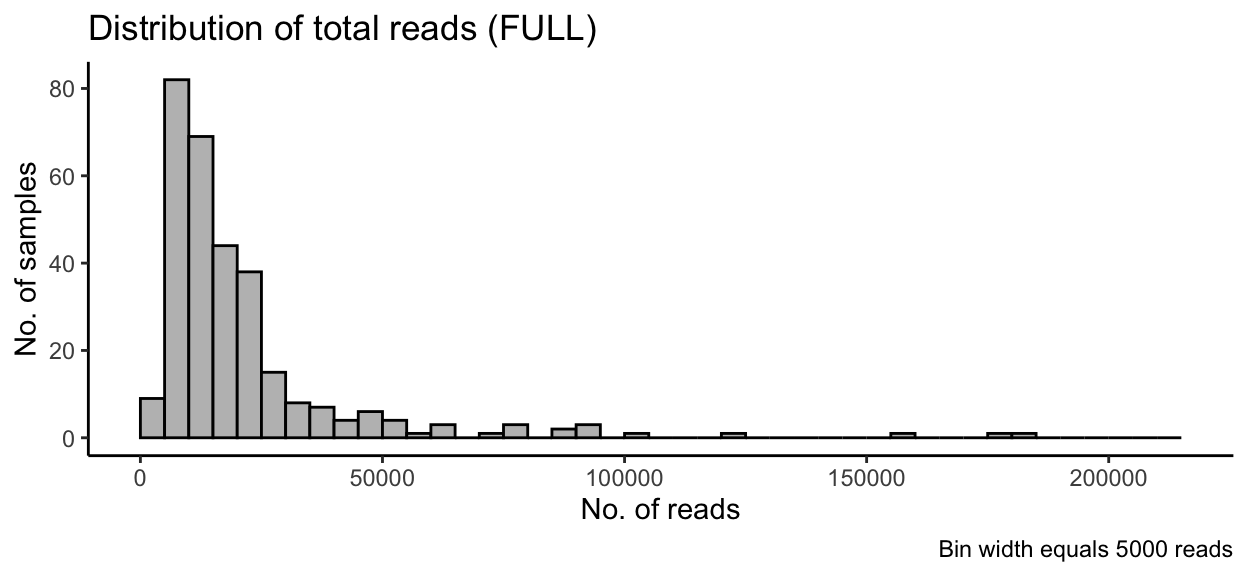 Distribution of total reads (FULL)
No. of samples
80
60
40
20
0
0 50000 100000 150000 200000
No. of reads
Bin width equals 5000 reads